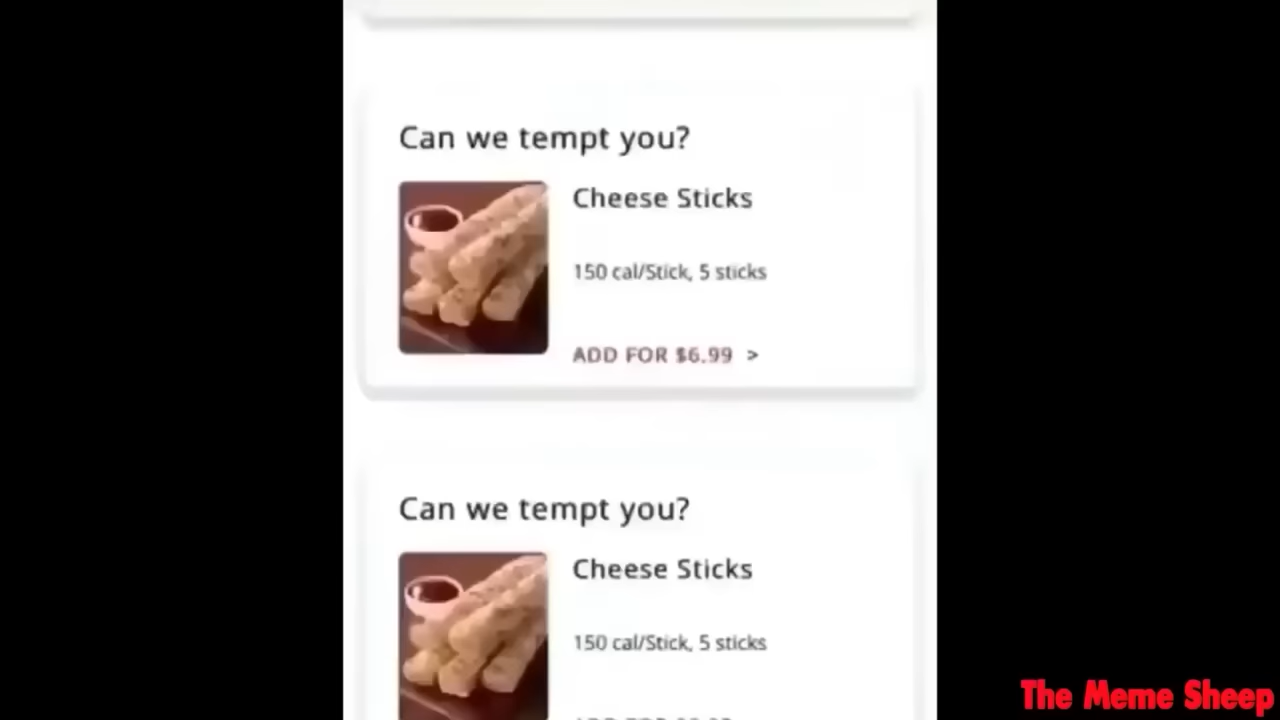 Can we tempt you?
Cheese Sticks
150 cal/Stick, 5 sticks
ADD FOR $6.99 >
Can we tempt you?
Cheese Sticks
150 cal/Stick, 5 sticks
The Meme Sheep